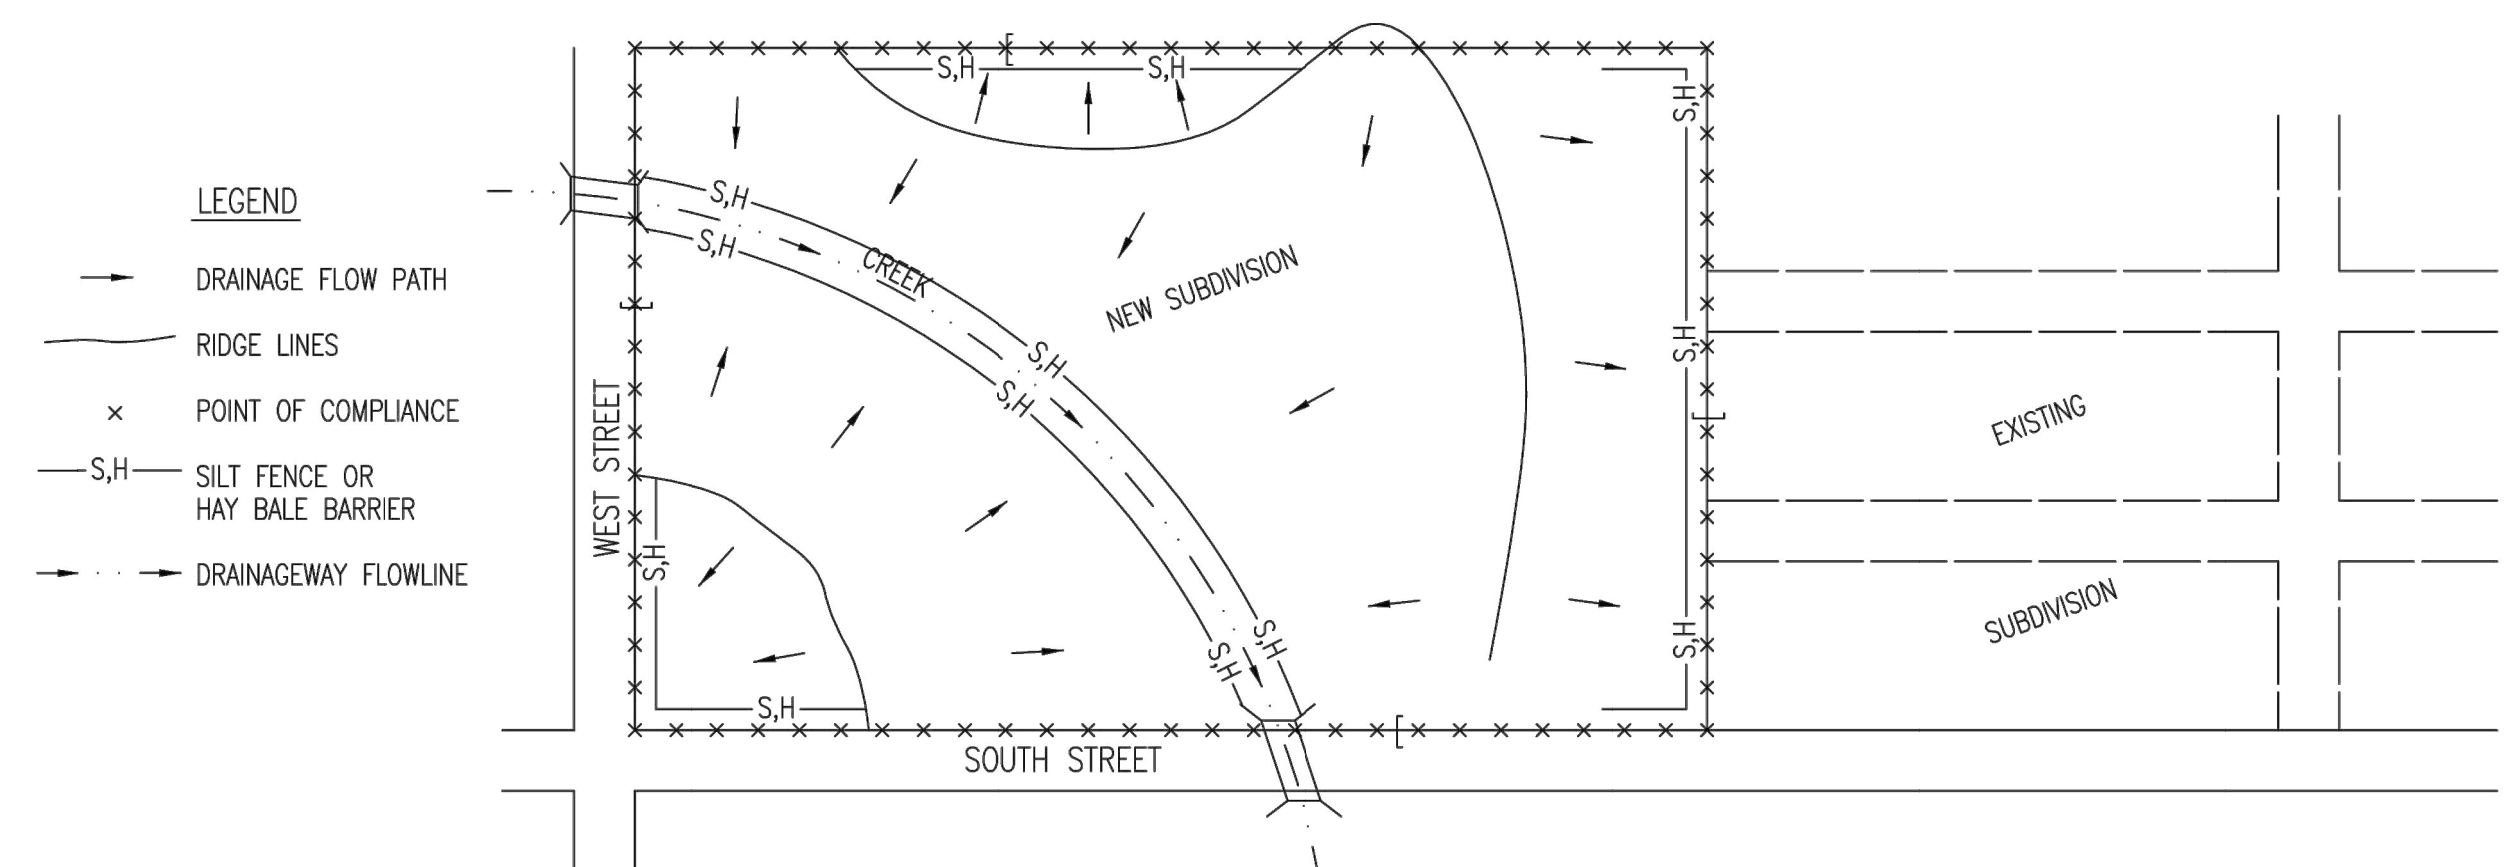 LEGEND
DRAINAGE FLOW PATH
RIDGE LINES
× POINT OF COMPLIANCE
S,H SILT FENCE OR
HAY BALE BARRIER
DRAINAGEWAY FLOWLINE
S,H
S,H
S,H
S,H
S,H
CREEK
NEW SUBDIVISION
S,H
S,H
S,H
WEST STREET
S,H
EXISTING
SUBDIVISION
S,H
S,H
S,H
S,H
SOUTH STREET